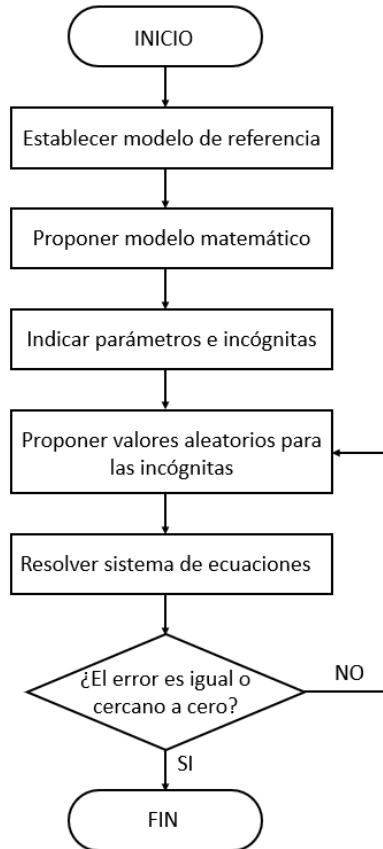 INICIO
Establecer modelo de referencia
Proponer modelo matemático
Indicar parámetros e incógnitas
Proponer valores aleatorios para
las incógnitas
Resolver sistema de ecuaciones
¿El error es igual o
cercano a cero?
NO
SI
FIN